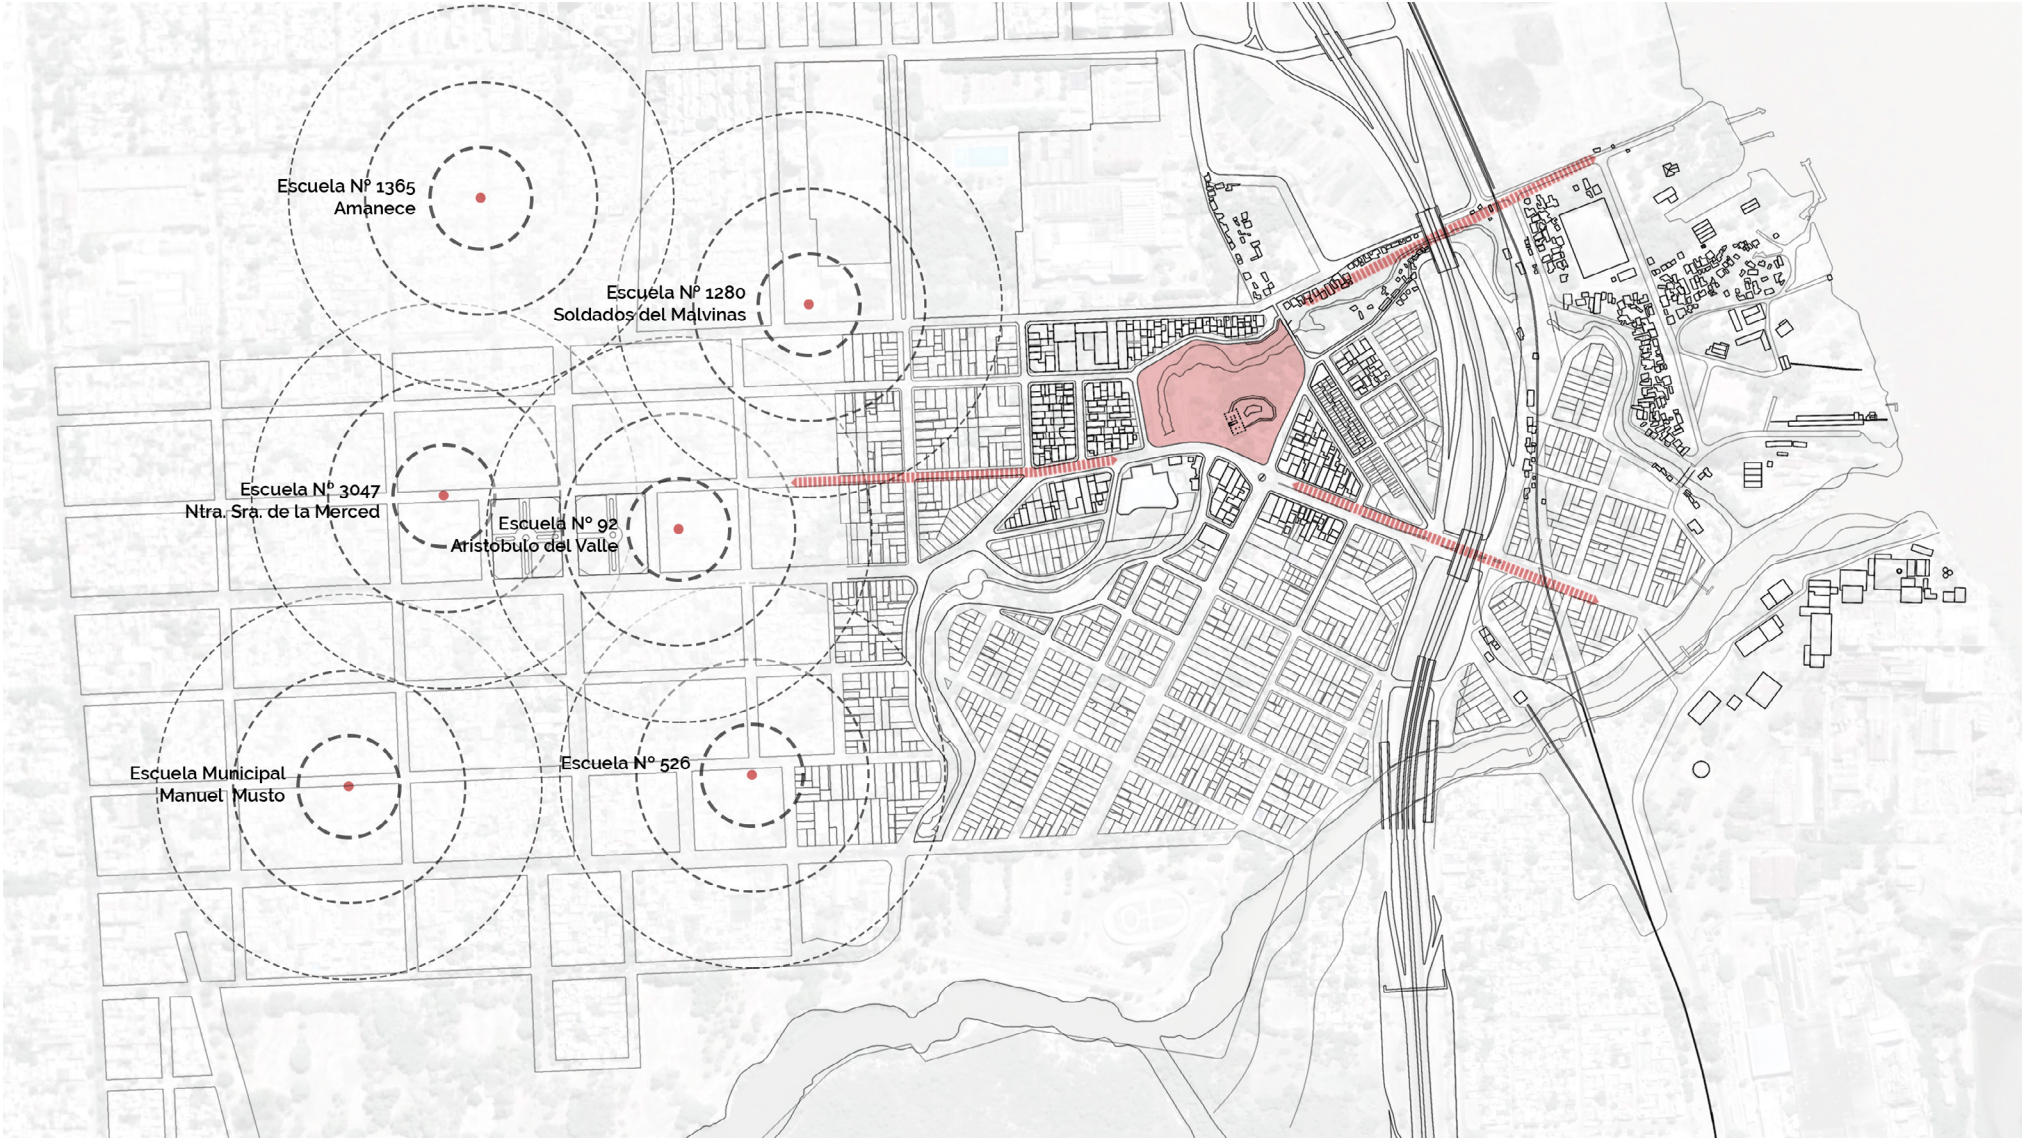 Escuela Nº 1365
Amanece
Escuela Nº 1280
Soldados del Malvinas
Escuela Nº 3047
Ntra. Sra. de la Merced
Escuela Nº 92
Aristobulo del Valle
Escuela Nº 526
Escuela Municipal
Manuel Musto